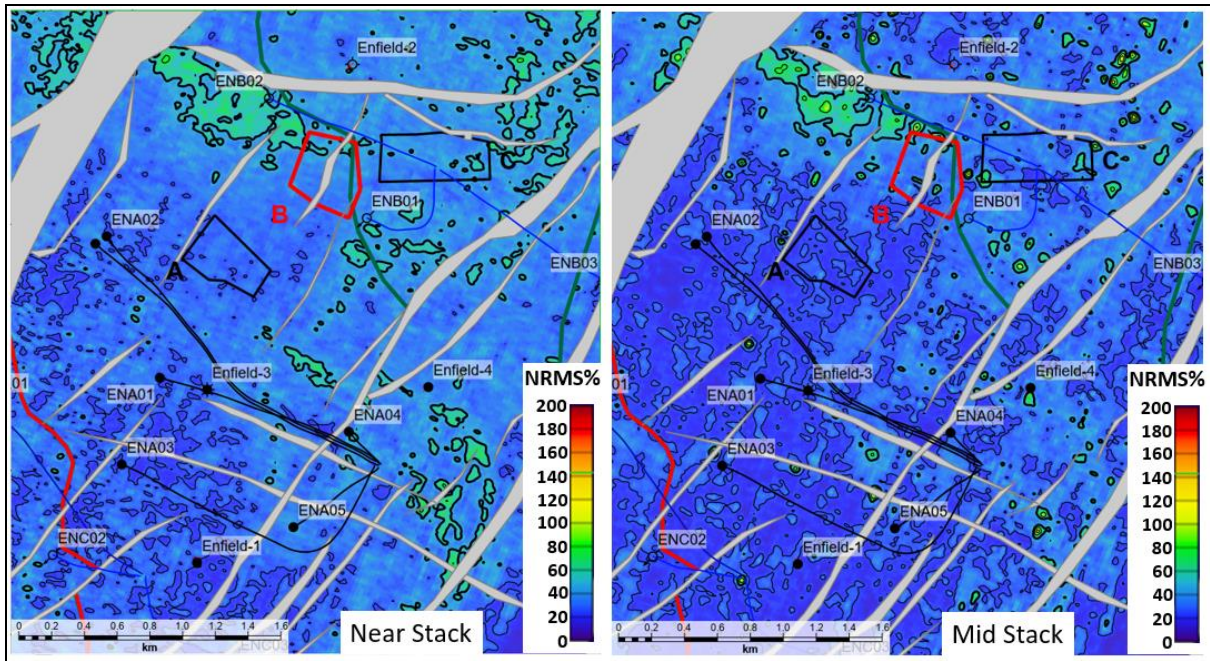 Enfield-2
ENB02
C
B
ENB01
ENA02
A
ENB03
01
ENA01
Enfield-3
Enfield-4
ENA04
ENA03
ENA05
ENC02
Enfield-1
ENC03
NRMS%
200
180
160
140
120
100
80
60
40
20
0
0 0.2 0.4 0.6 0.8 1.0 1.2 1.4 1.6
km
Near Stack
Enfield-2
ENB02
C
B
ENB01
ENA02
A
ENB03
01
ENA01
Enfield-3
Enfield-4
ENA04
ENA03
ENA05
ENC02
Enfield-1
ENC03
NRMS%
200
180
160
140
120
100
80
60
40
20
0
0 0.2 0.4 0.6 0.8 1.0 1.2 1.4 1.6
km
Mid Stack